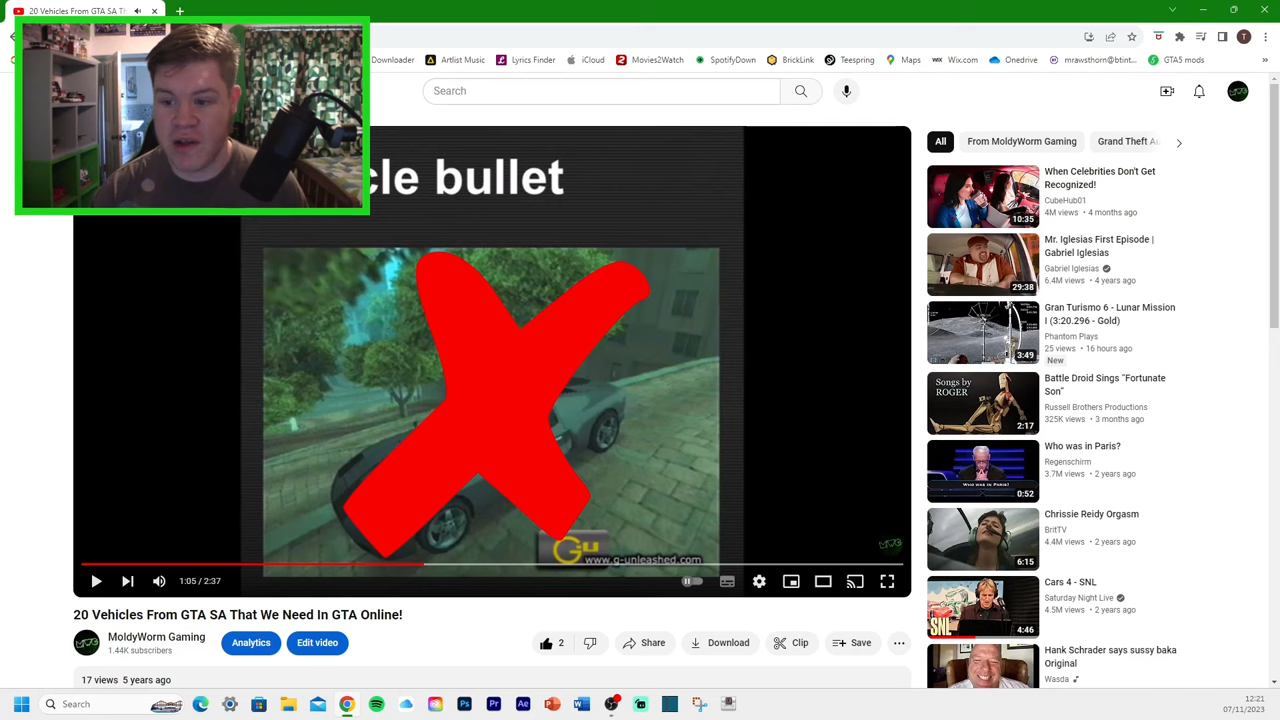 20 Vehicles From GTA SA Th
Downloader
Artlist Music
Lyrics Finder
iCloud
Movies2Watch
SpotifyDown
BrickLink
Teespring
Maps
Wix.com
Onedrive
mrawsthorn@btint...
GTA5 mods
Search
cle bullet
www.g-unleashed.com
1:05 / 2:37
20 Vehicles From GTA SA That We Need In GTA Online!
MoldyWorm Gaming
1.44K subscribers
Analytics
Edit video
2
Share
Download
Clip
Save
17 views 5 years ago
All
From MoldyWorm Gaming
Grand Theft Au
When Celebrities Don't Get
Recognized!
CubeHub01
4M views • 4 months ago
10:35
Mr. Iglesias First Episode |
Gabriel Iglesias
Gabriel Iglesias
6.4M views • 4 years ago
29:38
Gran Turismo 6 - Lunar Mission
I (3:20.296 - Gold)
Phantom Plays
25 views • 16 hours ago
New
3:49
Songs by
ROGER
Battle Droid Sings "Fortunate
Son"
Russell Brothers Productions
325K views • 3 months ago
2:17
Who was in Paris?
Regenschirm
3.7M views • 2 years ago
WHO WAS IN PARIS?
0:52
Chrissie Reidy Orgasm
BritTV
4.4M views • 2 years ago
6:15
Cars 4 - SNL
Saturday Night Live
4.5M views • 2 years ago
SNL
4:46
Hank Schrader says sussy baka
Original
Wasda
Search
12:21
07/11/2023